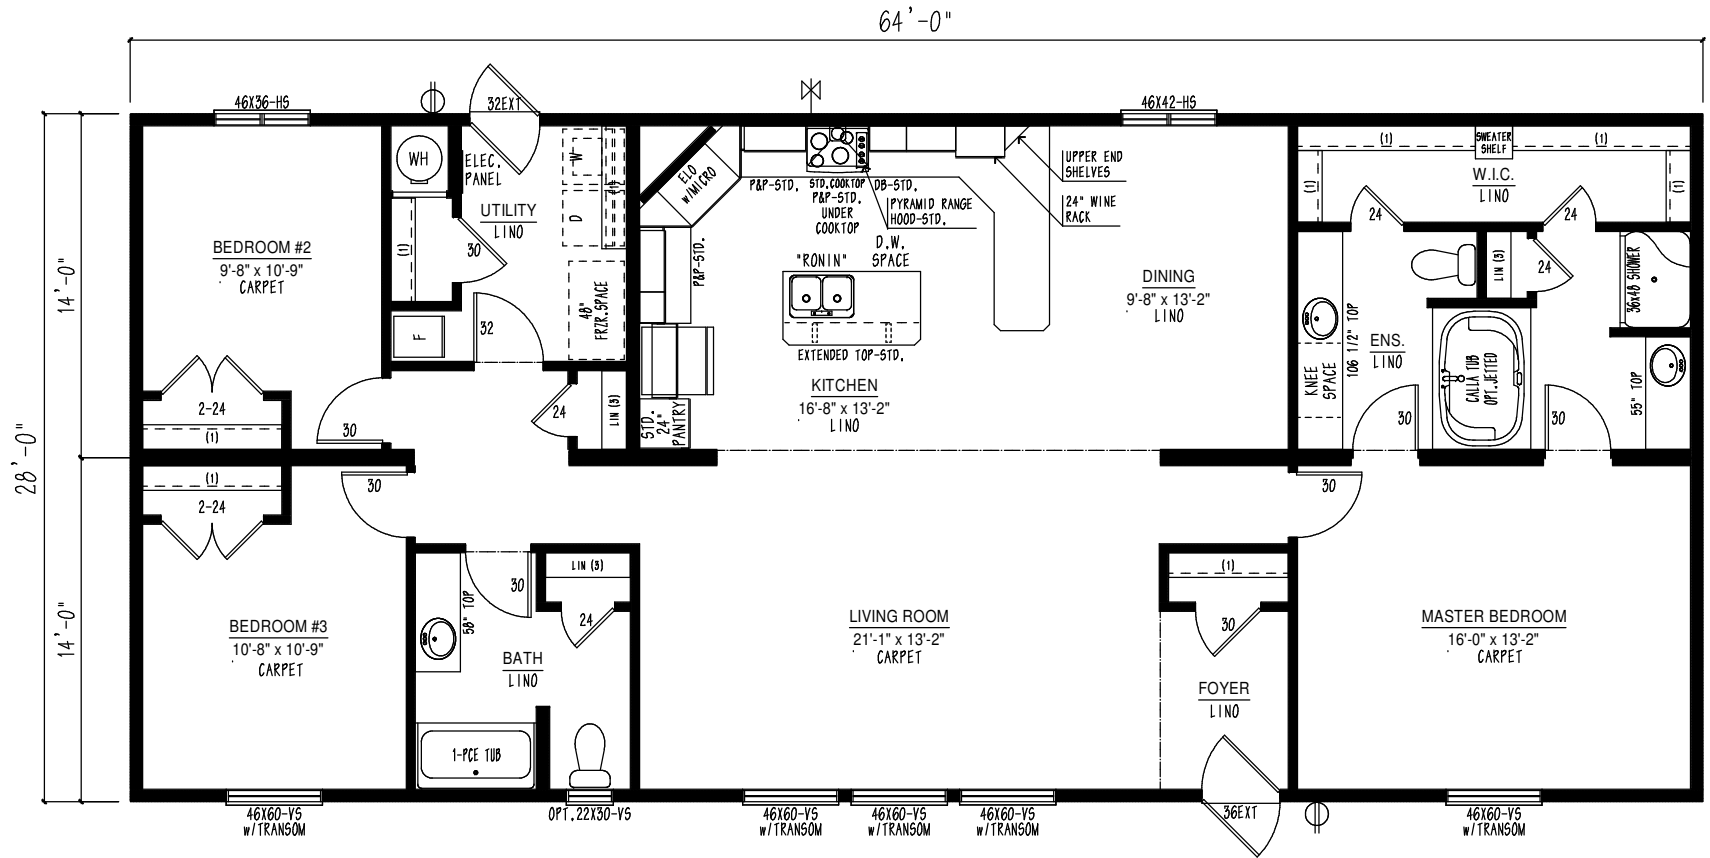 64'-0"
46X36-HS
32EXT
46X42-HS
WH
ELEC.
PANEL
W
D
(1)
UTILITY
LINO
(1)
30
ELO
w/MICRO
P&P-STD.
STD.COOKTOP
P&P-STD.
UNDER
COOKTOP
DB-STD.
PYRAMID RANGE
HOOD-STD.
UPPER END
SHELVES
24" WINE
RACK
(1)
SWEATER
SHELF
(1)
W.I.C.
LINO
(1)
(1)
24
24
BEDROOM #2
9'-8" x 10'-9"
CARPET
14'-0"
28'-0"
P&P-STD.
"RONIN"
D.W.
SPACE
DINING
9'-8" x 13'-2"
LINO
LIN (3)
24
36x48 SHOWER
48"
FRZR.SPACE
F
32
EXTENDED TOP-STD.
KITCHEN
16'-8" x 13'-2"
LINO
106 1/2" TOP
KNEE
SPACE
ENS.
LINO
CALLA TUB
OPT.JETTED
55" TOP
2-24
(1)
30
24
LIN (3)
STD.
24"
PANTRY
30
30
(1)
2-24
30
30
14'-0"
BEDROOM #3
10'-8" x 10'-9"
CARPET
58" TOP
30
LIN (3)
24
BATH
LINO
1-PCE TUB
LIVING ROOM
21'-1" x 13'-2"
CARPET
(1)
30
FOYER
LINO
MASTER BEDROOM
16'-0" x 13'-2"
CARPET
46X60-VS
w/TRANSOM
OPT.22X30-VS
46X60-VS
w/TRANSOM
46X60-VS
w/TRANSOM
46X60-VS
w/TRANSOM
36EXT
46X60-VS
w/TRANSOM